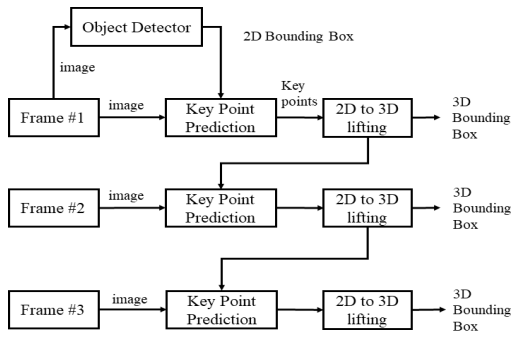 Object Detector
2D Bounding Box
image
Frame #1
image
Key Point
Prediction
Key
points
2D to 3D
lifting
3D
Bounding
Box
Frame #2
image
Key Point
Prediction
2D to 3D
lifting
3D
Bounding
Box
Frame #3
image
Key Point
Prediction
2D to 3D
lifting
3D
Bounding
Box